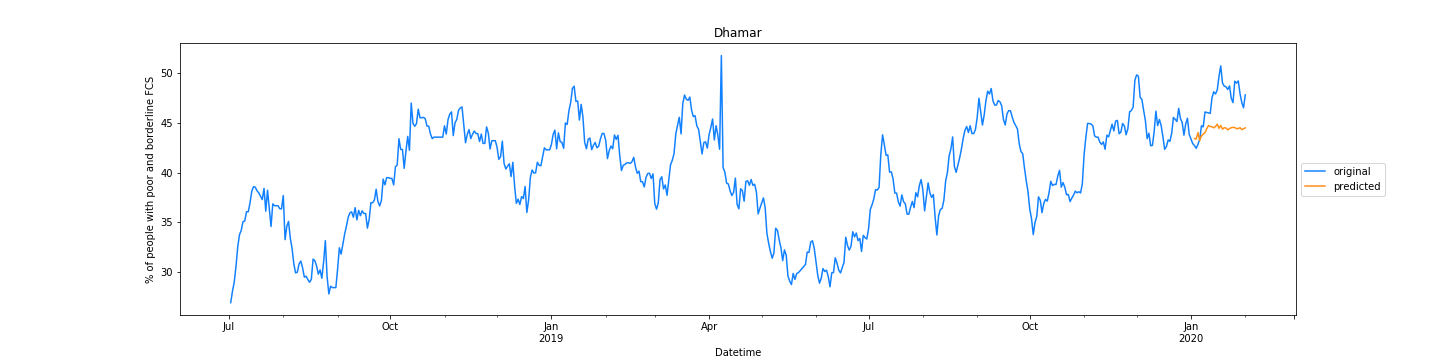 Dhamar
% of people with poor and borderline FCS
50
45
40
35
30
Jul
Oct
Jan
2019
Apr
Jul
Oct
Jan
2020
Datetime
original
predicted